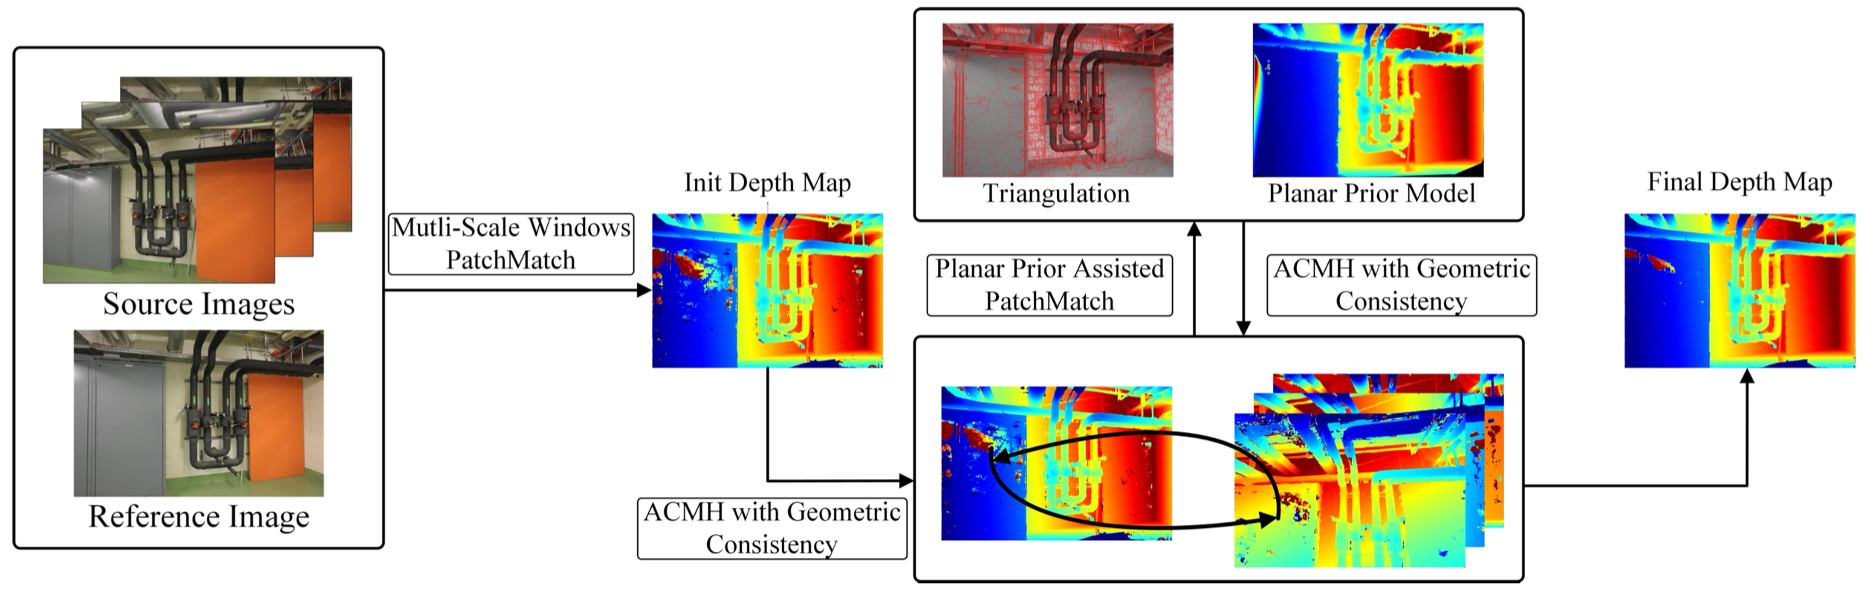 Source Images
Reference Image
Mutli-Scale Windows
PatchMatch
Init Depth Map
ACMH with Geometric
Consistency
Triangulation
Planar Prior Model
Planar Prior Assisted
PatchMatch
ACMH with Geometric
Consistency
Final Depth Map